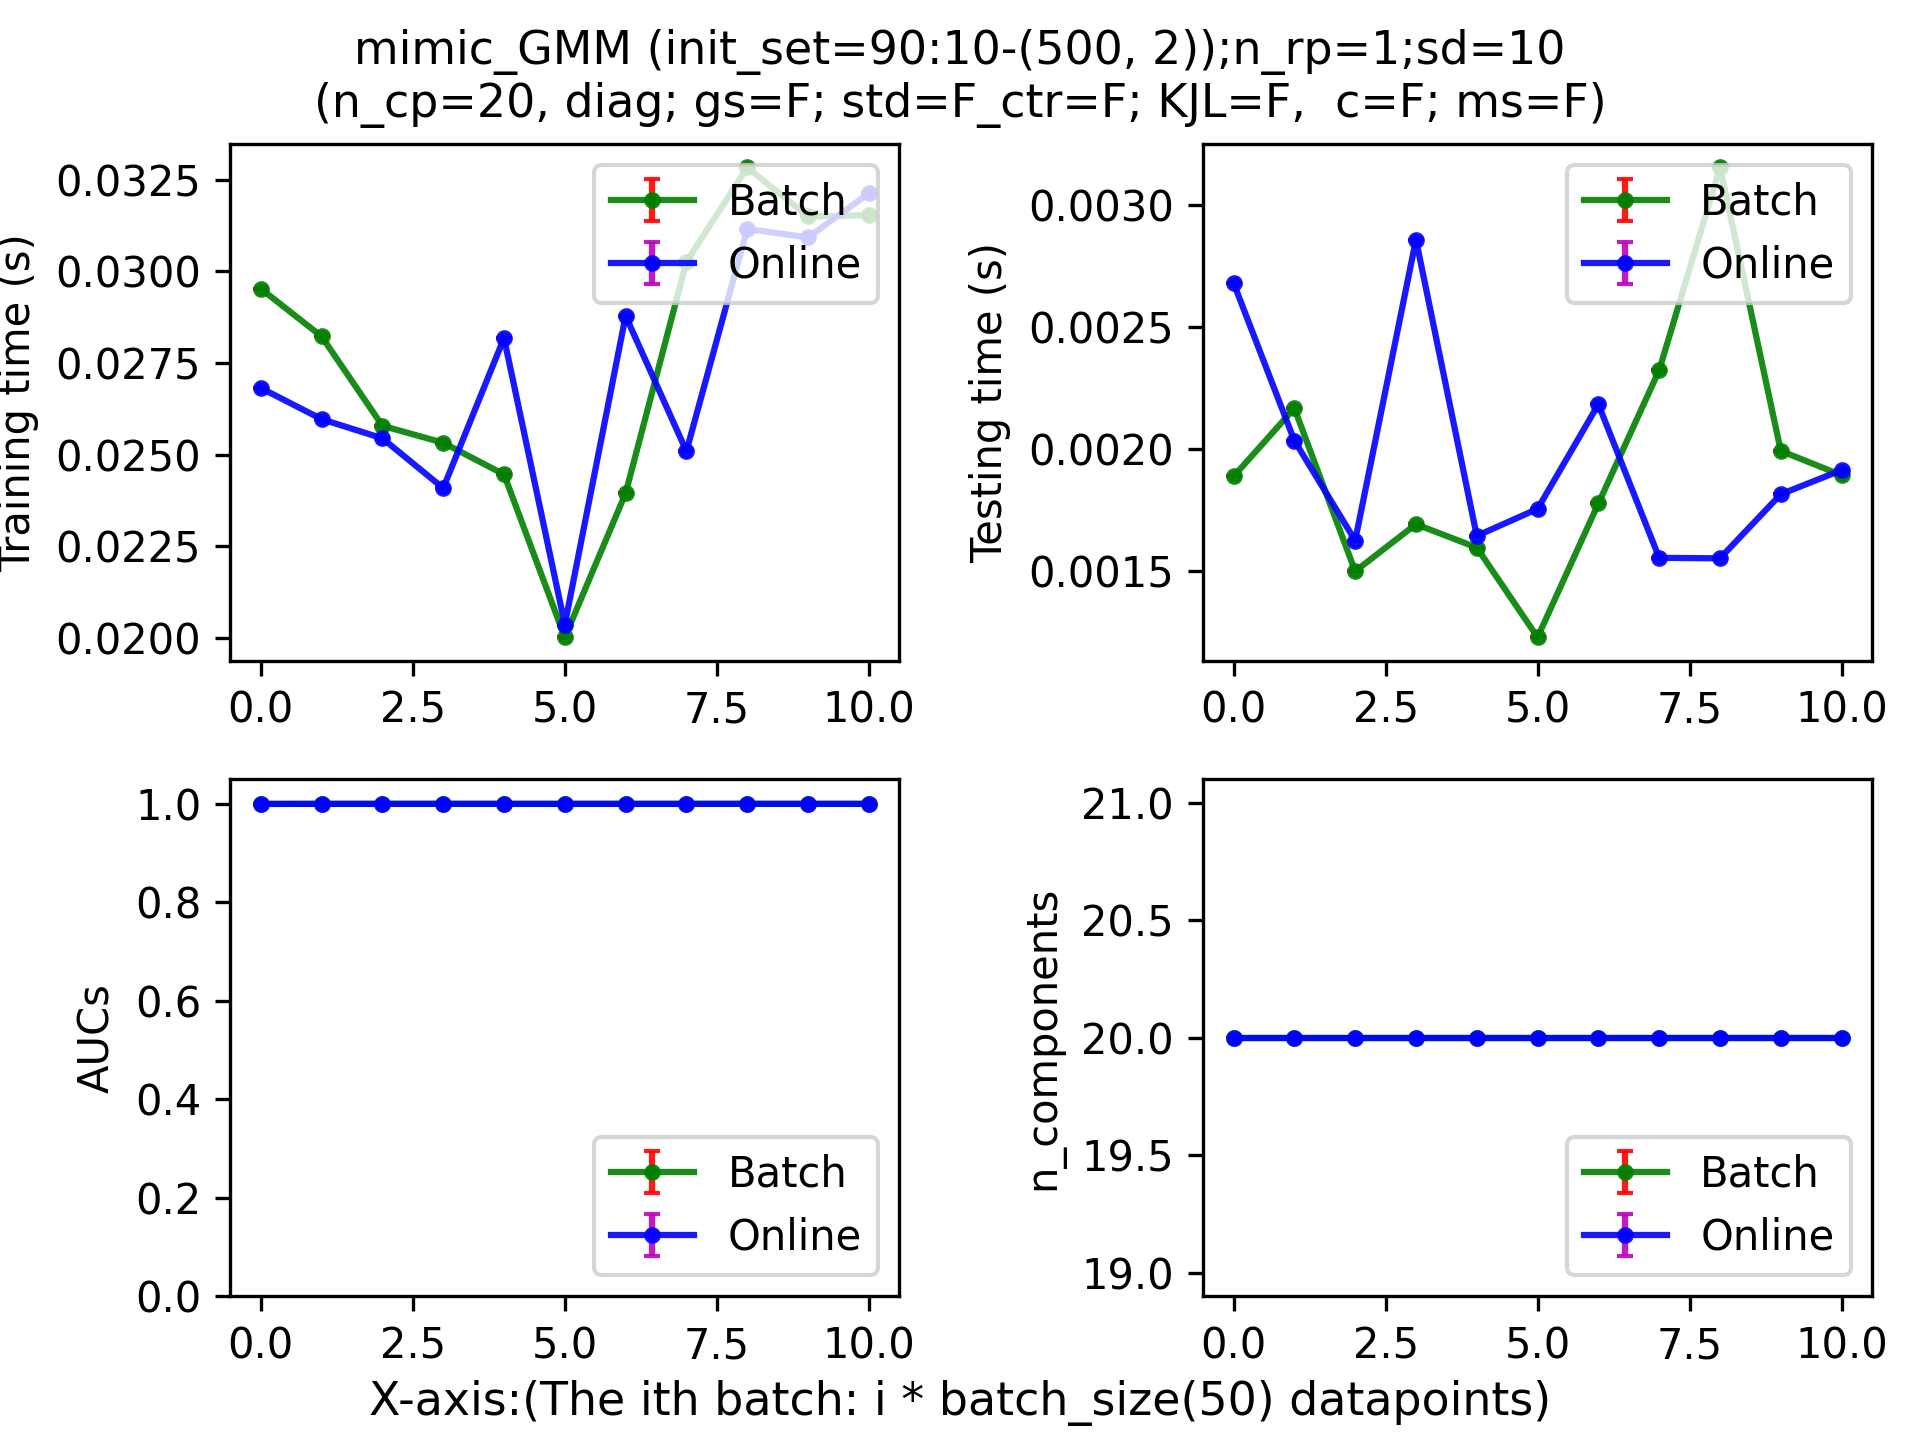 mimic_GMM (init_set=90:10-(500, 2));n_rp=1;sd=10
(n_cp=20, diag; gs=F; std=F_ctr=F; KJL=F, c=F; ms=F)
Training time (s)
0.0325
0.0300
0.0275
0.0250
0.0225
0.0200
0.0
2.5
5.0
7.5
10.0
Batch
Online
Testing time (s)
0.0030
0.0025
0.0020
0.0015
0.0
2.5
5.0
7.5
10.0
Batch
Online
AUCs
1.0
0.8
0.6
0.4
0.2
0.0
0.0
2.5
5.0
7.5
10.0
Batch
Online
n_components
21.0
20.5
20.0
19.5
19.0
0.0
2.5
5.0
7.5
10.0
Batch
Online
X-axis:(The ith batch: i * batch_size(50) datapoints)